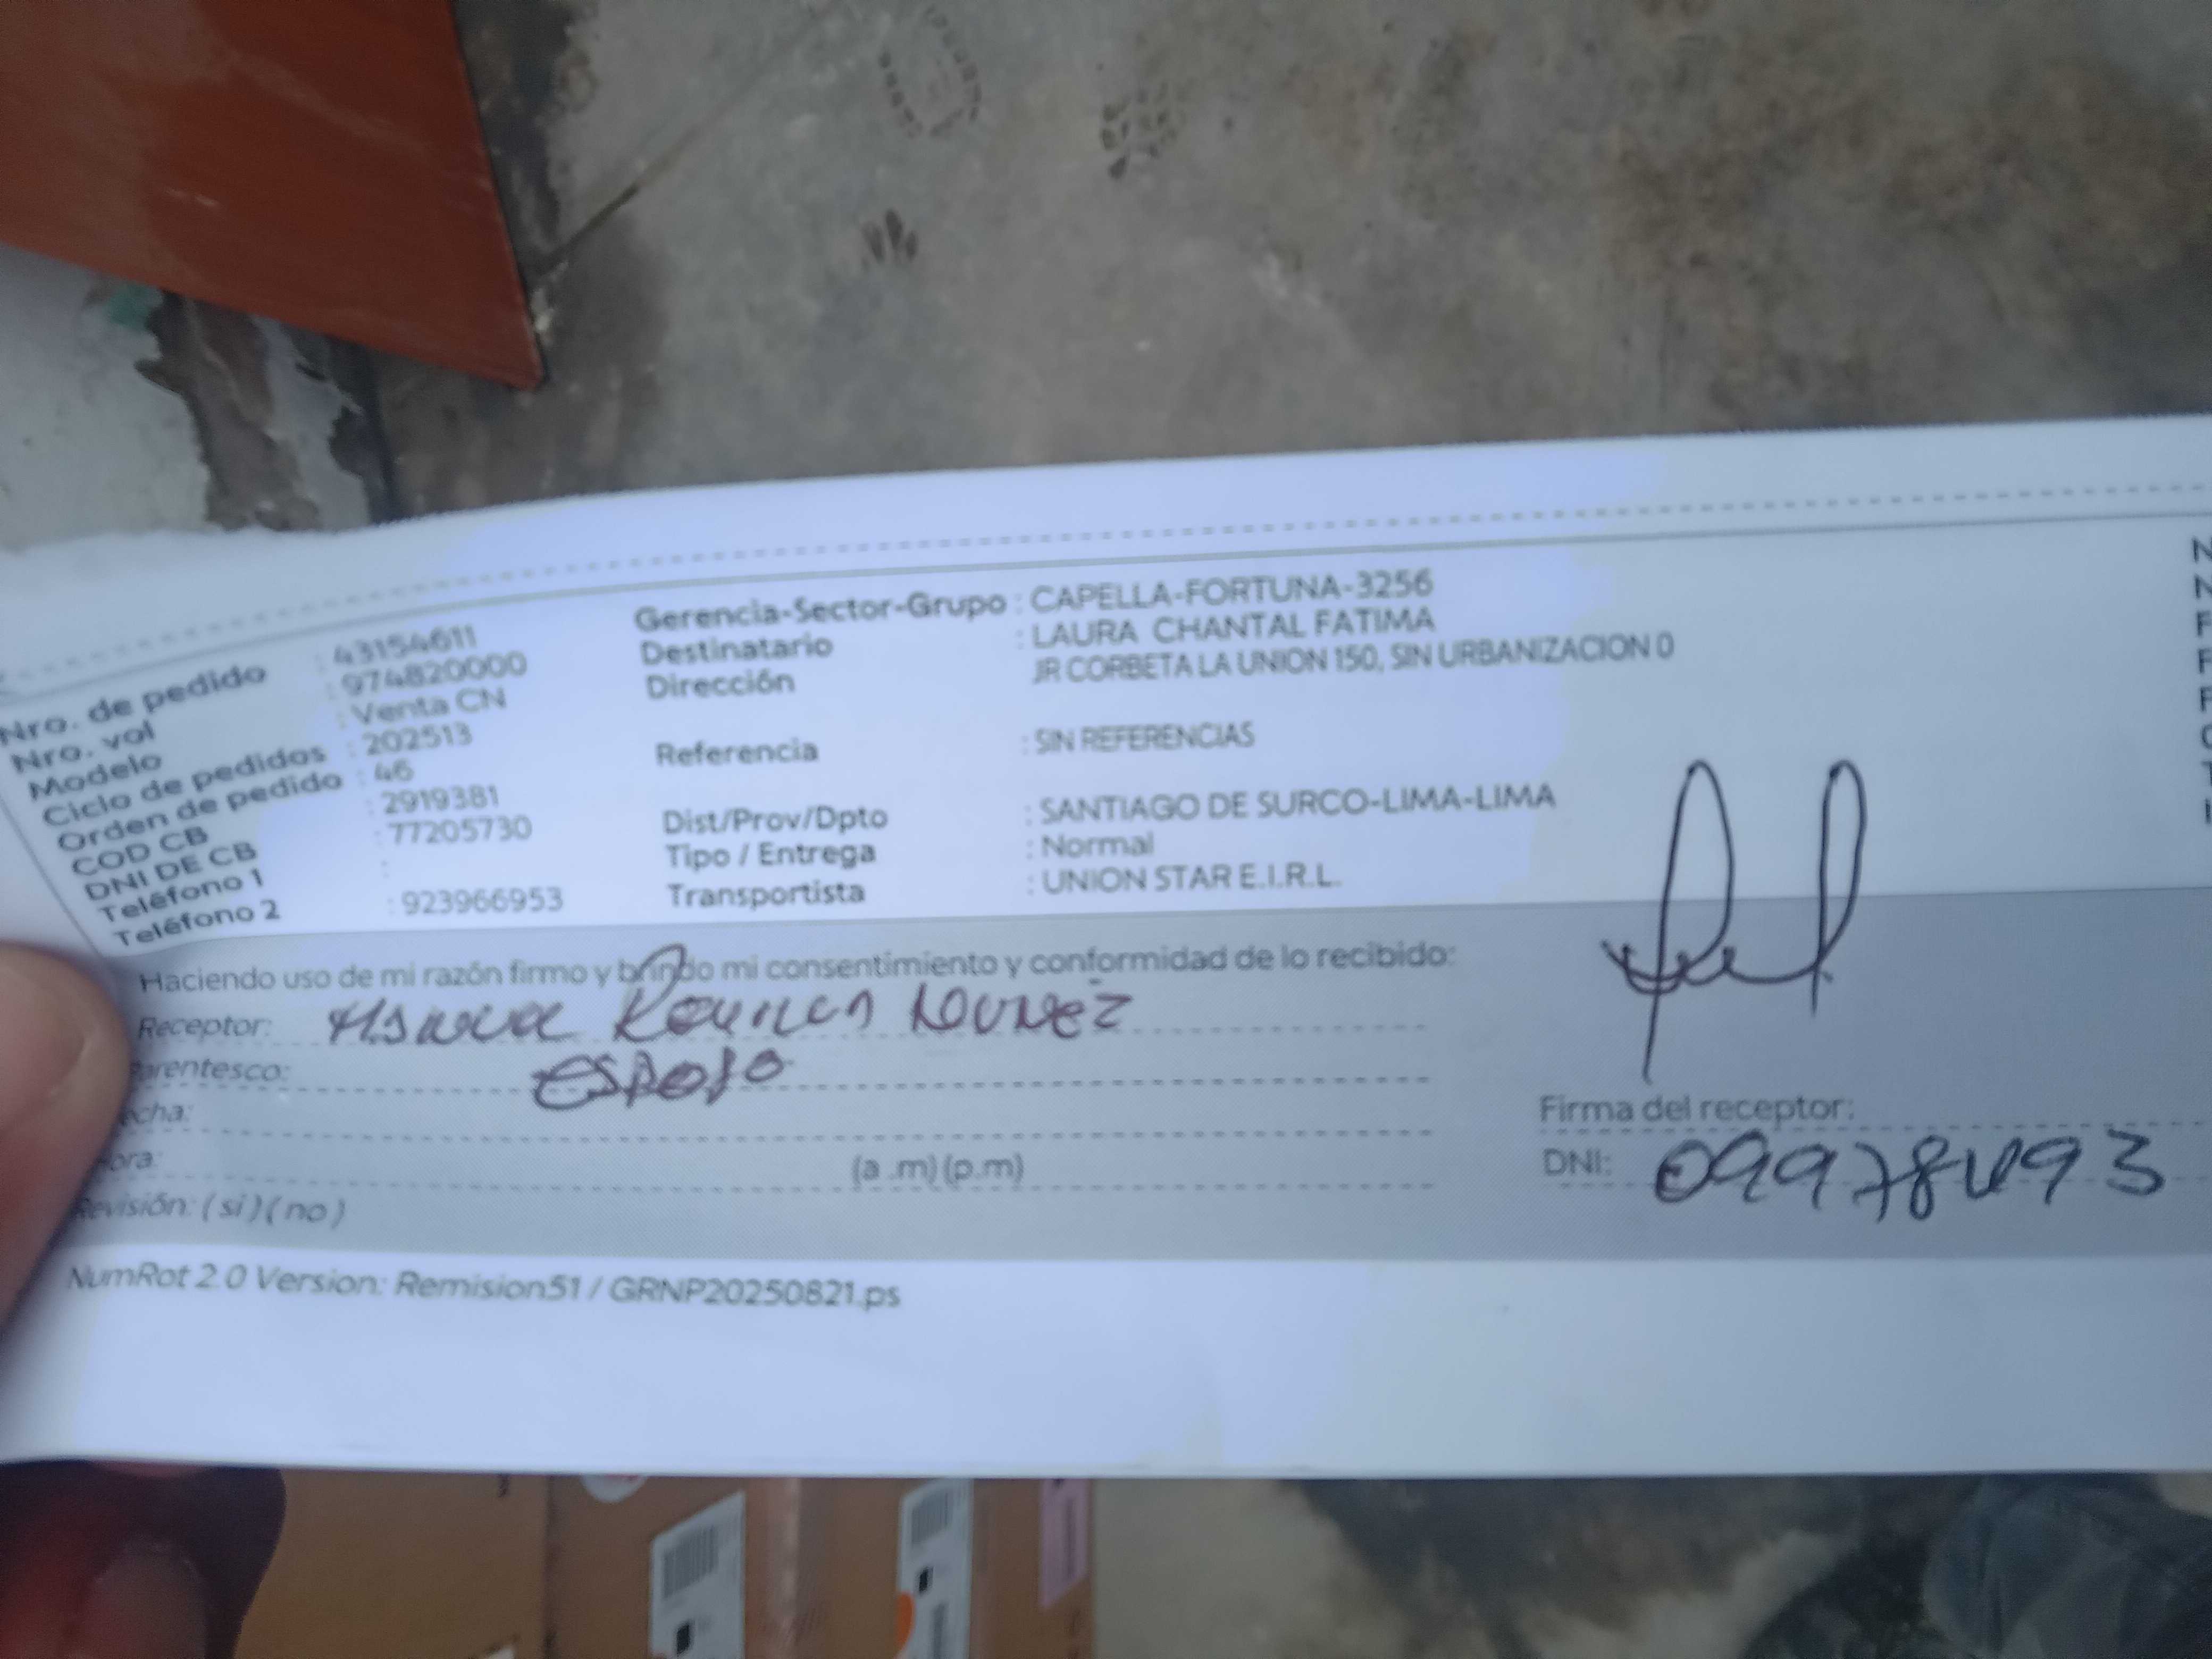 Nro. de pedido : 43154611
Nro. vol : 974820000
Modelo : Venta CN
Ciclo de pedidos : 202513
Orden de pedido : 46
COD CB : 2919381
DNI DE CB : 77205730
Teléfono 1 :
Teléfono 2 : 923966953
Gerencia-Sector-Grupo : CAPELLA-FORTUNA-3256
Destinatario : LAURA CHANTAL FATIMA
Dirección JR CORBETA LA UNION 150, SIN URBANIZACION 0
Referencia : SIN REFERENCIAS
Dist/Prov/Dpto : SANTIAGO DE SURCO-LIMA-LIMA
Tipo / Entrega : Normal
Transportista : UNION STAR E.I.R.L.
Haciendo uso de mi razón firmo y brindo mi consentimiento y conformidad de lo recibido:
Receptor:
Parentesco: ESPOSO
echa:
ora: (a .m) (p.m)
Revisión: ( si ) ( no )
Firma del receptor:
DNI: 09978493
NumRot 2.0 Version: Remision51 / GRNP20250821.ps